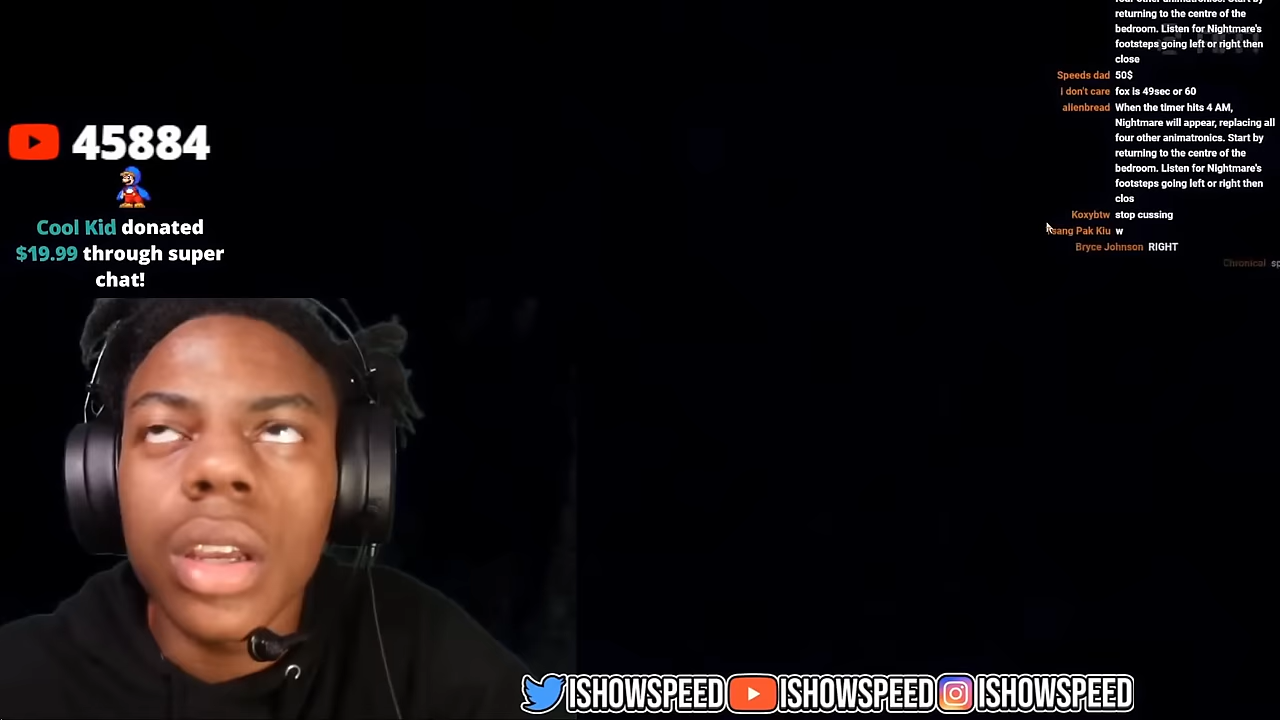 four other animatronics. Start by
returning to the centre of the
bedroom. Listen for Nightmare's
footsteps going left or right then
close
Speeds dad 50$
i don't care fox is 49sec or 60
alienbread When the timer hits 4 AM,
Nightmare will appear, replacing all
four other animatronics. Start by
returning to the centre of the
bedroom. Listen for Nightmare's
footsteps going left or right then
clos
Koxybtw stop cussing
Tsang Pak Kiu w
Bryce Johnson RIGHT
Chronical sp
45884
Cool Kid donated
$19.99 through super
chat!
ISHOWSPEED ISHOWSPEED ISHOWSPEED